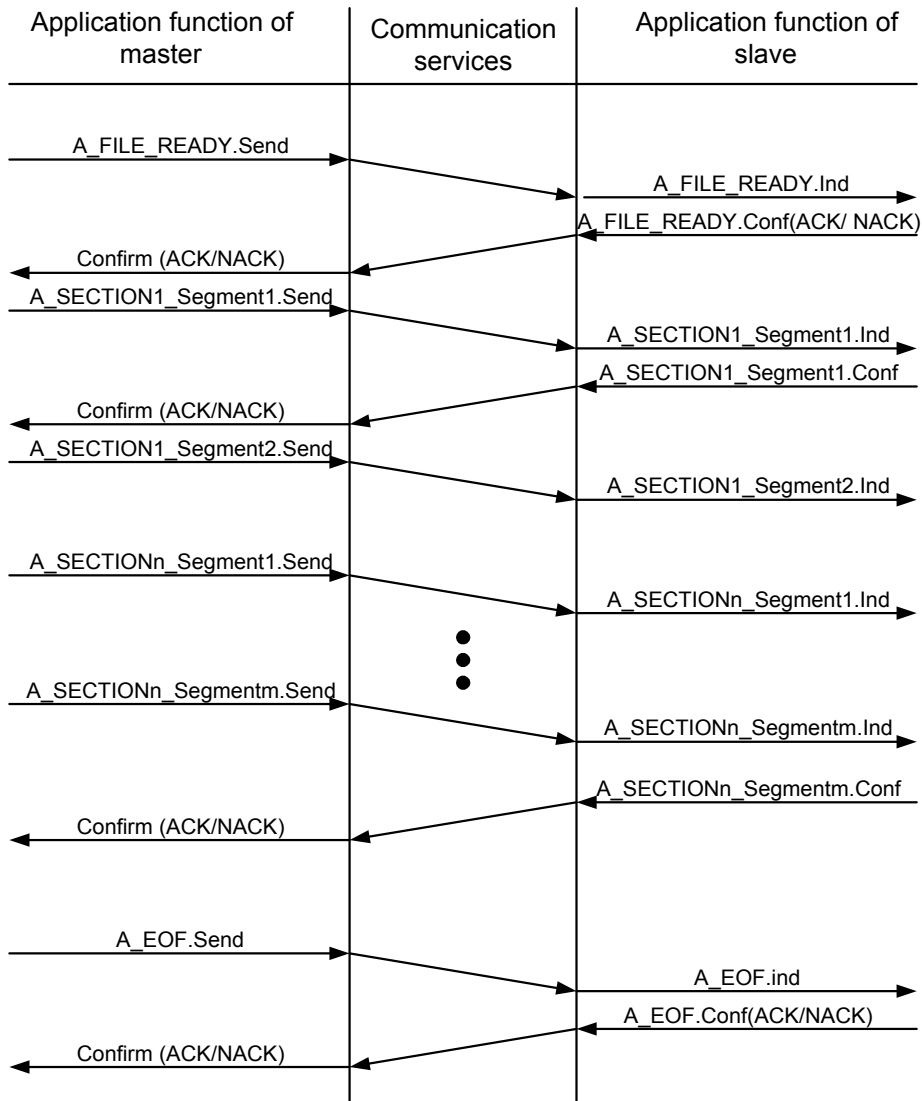 Application function of
master
Communication
services
Application function of
slave
A_FILE_READY.Send
A_FILE_READY.Ind
A_FILE_READY.Conf(ACK/ NACK)
Confirm (ACK/NACK)
A_SECTION1_Segment1.Send
A_SECTION1_Segment1.Ind
A_SECTION1_Segment1.Conf
Confirm (ACK/NACK)
A_SECTION1_Segment2.Send
A_SECTION1_Segment2.Ind
A_SECTIONn_Segment1.Send
A_SECTIONn_Segment1.Ind
A_SECTIONn_Segmentm.Send
A_SECTIONn_Segmentm.Ind
A_SECTIONn_Segmentm.Conf
Confirm (ACK/NACK)
A_EOF.Send
A_EOF.ind
A_EOF.Conf(ACK/NACK)
Confirm (ACK/NACK)